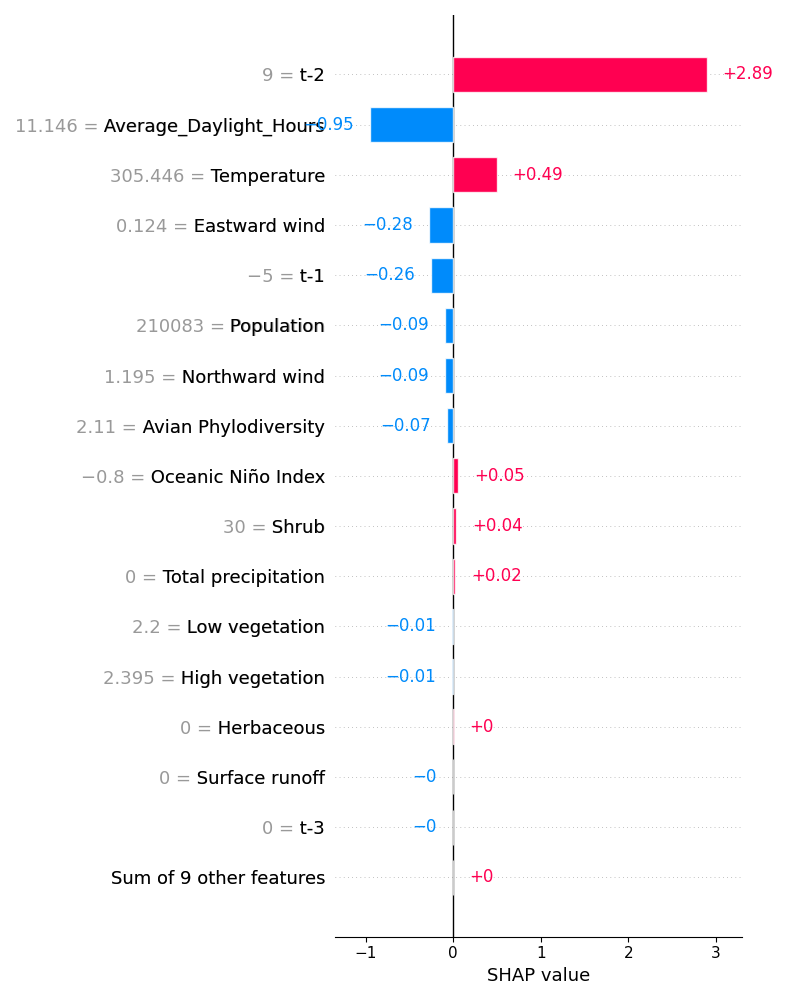 9 = t-2 +2.89
11.146 = Average_Daylight_Hours −0.95
305.446 = Temperature +0.49
0.124 = Eastward wind −0.28
−5 = t-1 −0.26
210083 = Population −0.09
1.195 = Northward wind −0.09
2.11 = Avian Phylodiversity −0.07
−0.8 = Oceanic Niño Index +0.05
30 = Shrub +0.04
0 = Total precipitation +0.02
2.2 = Low vegetation −0.01
2.395 = High vegetation −0.01
0 = Herbaceous +0
0 = Surface runoff −0
0 = t-3 −0
Sum of 9 other features +0
−1 0 1 2 3
SHAP value